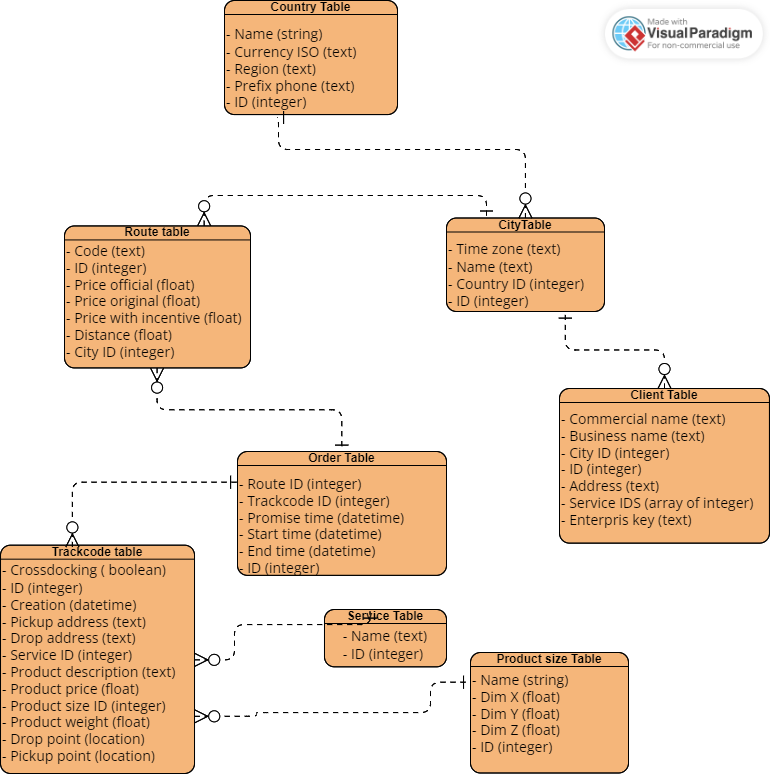 Country Table
- Name (string)
- Currency ISO (text)
- Region (text)
- Prefix phone (text)
- ID (integer)
Made with
VisualParadigm
For non-commercial use
Route table
- Code (text)
- ID (integer)
- Price official (float)
- Price original (float)
- Price with incentive (float)
- Distance (float)
- City ID (integer)
CityTable
- Time zone (text)
- Name (text)
- Country ID (integer)
- ID (integer)
Client Table
- Commercial name (text)
- Business name (text)
- City ID (integer)
- ID (integer)
- Address (text)
- Service IDS (array of integer)
- Enterpris key (text)
Order Table
- Route ID (integer)
- Trackcode ID (integer)
- Promise time (datetime)
- Start time (datetime)
- End time (datetime)
- ID (integer)
Trackcode table
- Crossdocking ( boolean)
- ID (integer)
- Creation (datetime)
- Pickup address (text)
- Drop address (text)
- Service ID (integer)
- Product description (text)
- Product price (float)
- Product size ID (integer)
- Product weight (float)
- Drop point (location)
- Pickup point (location)
Service Table
- Name (text)
- ID (integer)
Product size Table
- Name (string)
- Dim X (float)
- Dim Y (float)
- Dim Z (float)
- ID (integer)